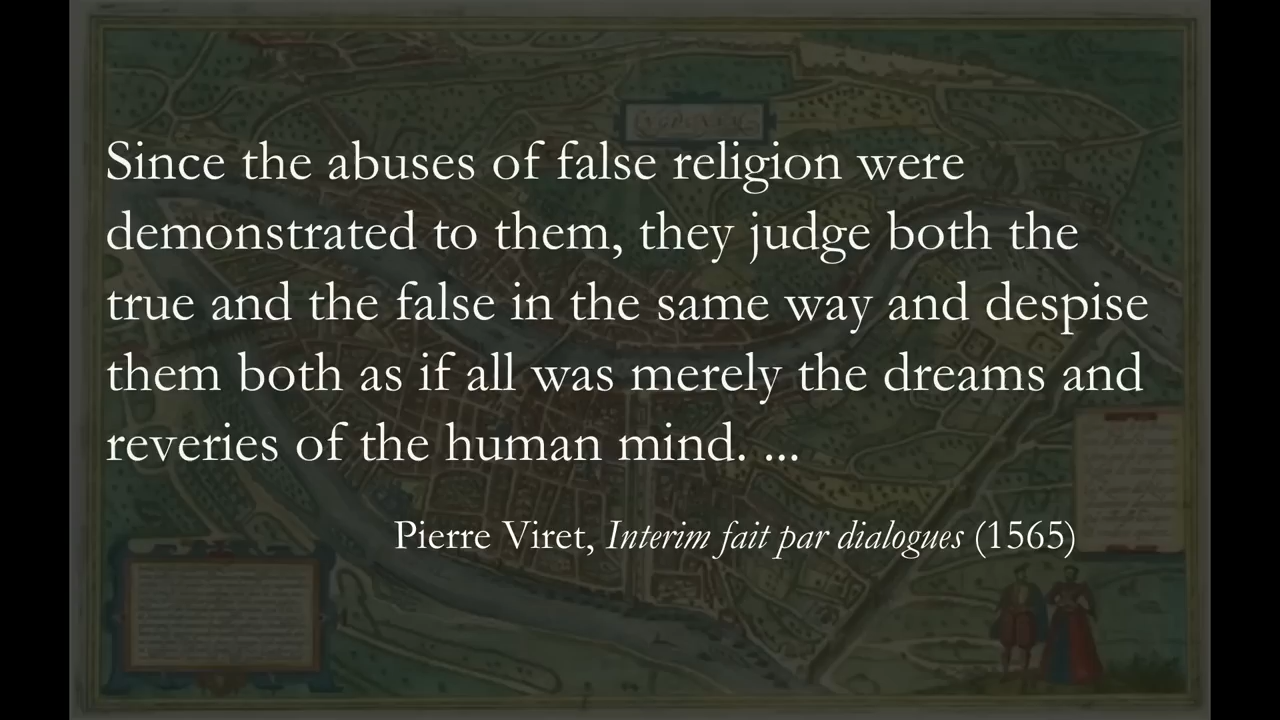 Since the abuses of false religion were
demonstrated to them, they judge both the
true and the false in the same way and despise
them both as if all was merely the dreams and
reveries of the human mind. ...
Pierre Viret, Interim fait par dialogues (1565)